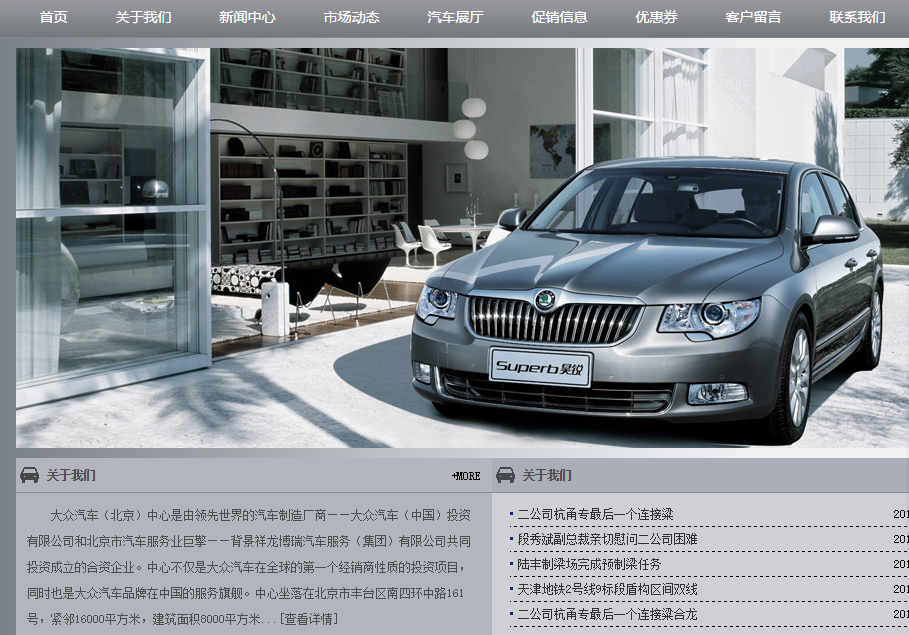 首页 关于我们 新闻中心 市场动态 汽车展厅 促销信息 优惠券 客户留言 联系我们
Superb昊锐
关于我们 +MORE
大众汽车（北京）中心是由领先世界的汽车制造厂商——大众汽车（中国）投资
有限公司和北京市汽车服务业巨擎——背景祥龙博瑞汽车服务（集团）有限公司共同
投资成立的合资企业。中心不仅是大众汽车在全球的第一个经销商性质的投资项目，
同时也是大众汽车品牌在中国的服务旗舰。中心坐落在北京市丰台区南四环中路161
号，紧邻16000平方米，建筑面积8000平方米...[查看详情]
关于我们
二公司杭甬专最后一个连接梁 201
段秀斌副总裁亲切慰问二公司困难 201
陆丰制梁场完成预制梁任务 201
天津地铁2号线9标段盾构区间双线 201
二公司杭甬专最后一个连接梁合龙 201